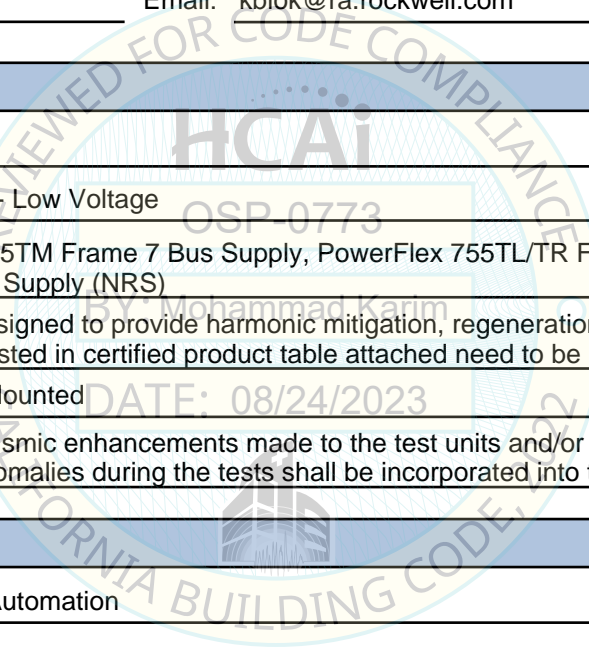 Email: kblok@ra.rockwell.com
REVIEWED FOR CODE COMPLIANCE
HCAi
- Low Voltage
OSP-0773
5TM Frame 7 Bus Supply, PowerFlex 755TL/TR F
Supply (NRS)
BY: Mohammad Karim
signed to provide harmonic mitigation, regeneration
sted in certified product table attached need to be
Mounted
DATE: 08/24/2023
smic enhancements made to the test units and/or
omalies during the tests shall be incorporated into
CALIFORNIA BUILDING CODE, 2022
Automation